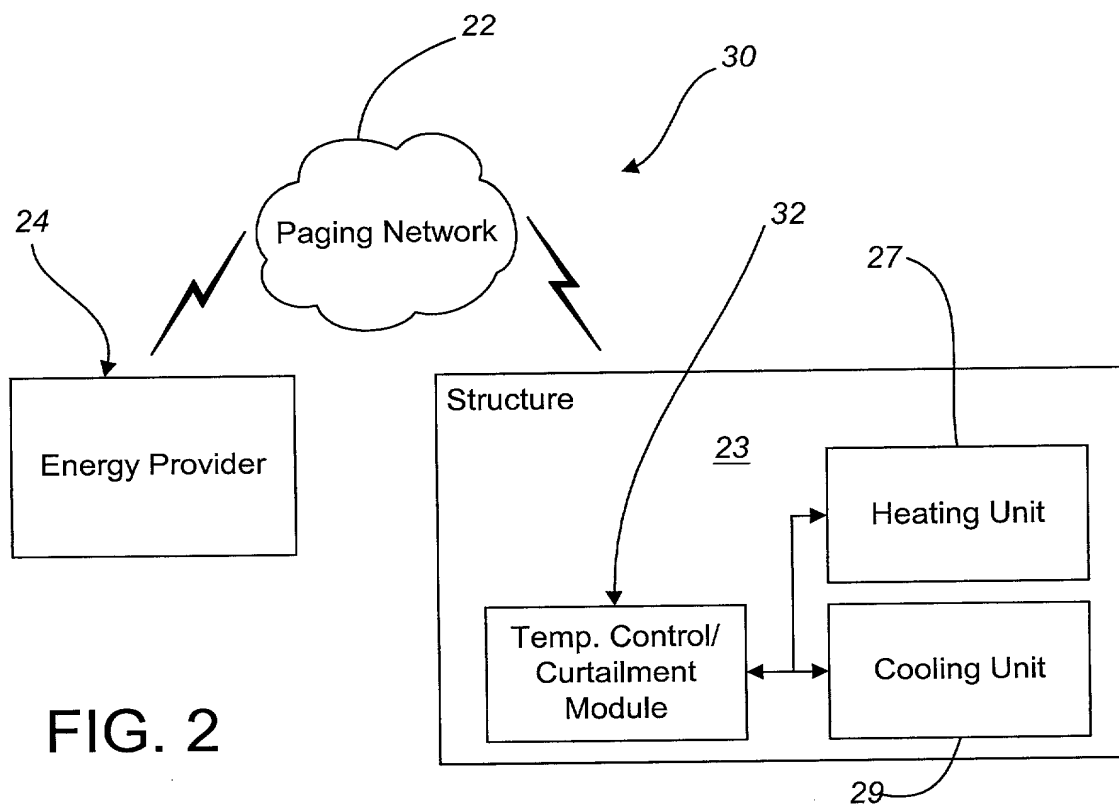 22
30
Paging Network
24
32
27
Energy Provider
Structure
23
Heating Unit
Temp. Control/
Curtailment
Module
Cooling Unit
29
FIG. 2